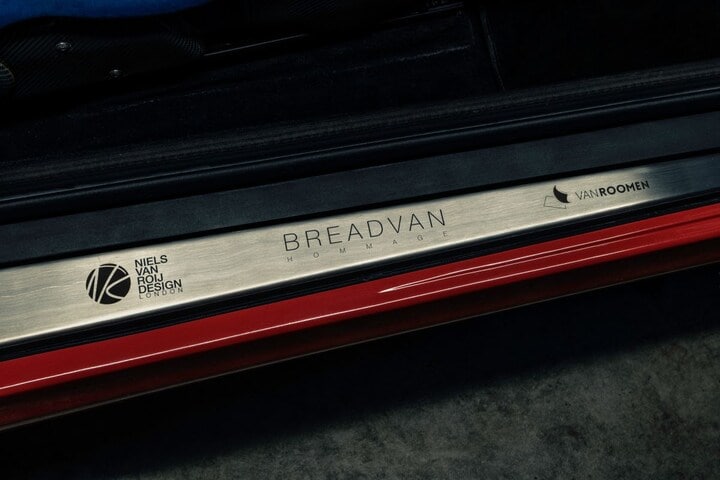 NIELS
VAN
ROIJ
DESIGN
LONDON
BREADVAN
HOMMAGE
VANROOMEN